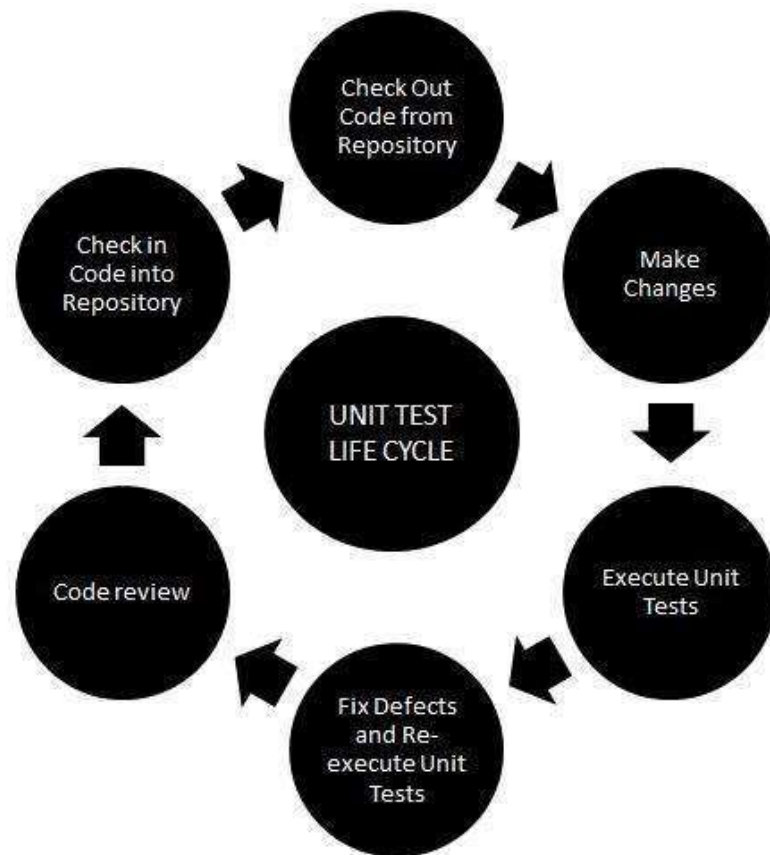 Check Out
Code from
Repository
Make
Changes
Execute Unit
Tests
Fix Defects
and Re-
execute Unit
Tests
Code review
Check in
Code into
Repository
UNIT TEST
LIFE CYCLE